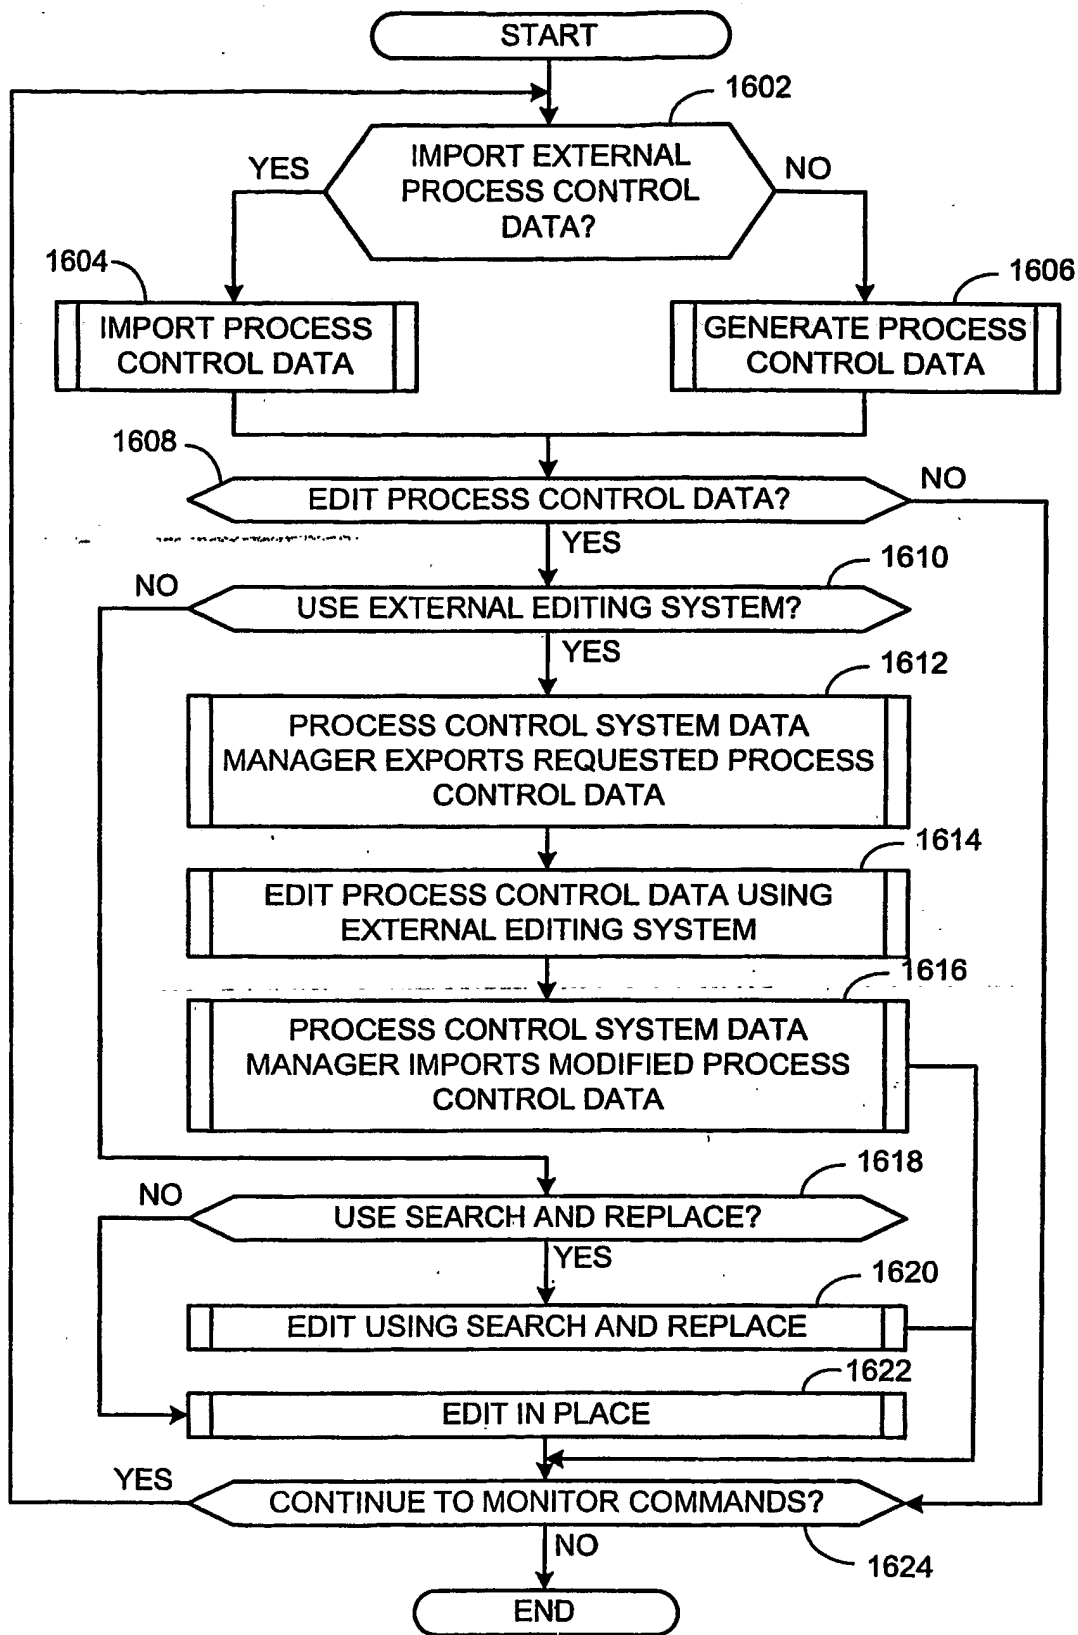 START
1602
IMPORT EXTERNAL
PROCESS CONTROL
DATA?
YES
NO
1604
1606
IMPORT PROCESS
CONTROL DATA
GENERATE PROCESS
CONTROL DATA
1608
NO
EDIT PROCESS CONTROL DATA?
YES
1610
NO
USE EXTERNAL EDITING SYSTEM?
YES
1612
PROCESS CONTROL SYSTEM DATA
MANAGER EXPORTS REQUESTED PROCESS
CONTROL DATA
1614
EDIT PROCESS CONTROL DATA USING
EXTERNAL EDITING SYSTEM
1616
PROCESS CONTROL SYSTEM DATA
MANAGER IMPORTS MODIFIED PROCESS
CONTROL DATA
1618
NO
USE SEARCH AND REPLACE?
YES
1620
EDIT USING SEARCH AND REPLACE
1622
EDIT IN PLACE
YES
CONTINUE TO MONITOR COMMANDS?
NO
1624
END